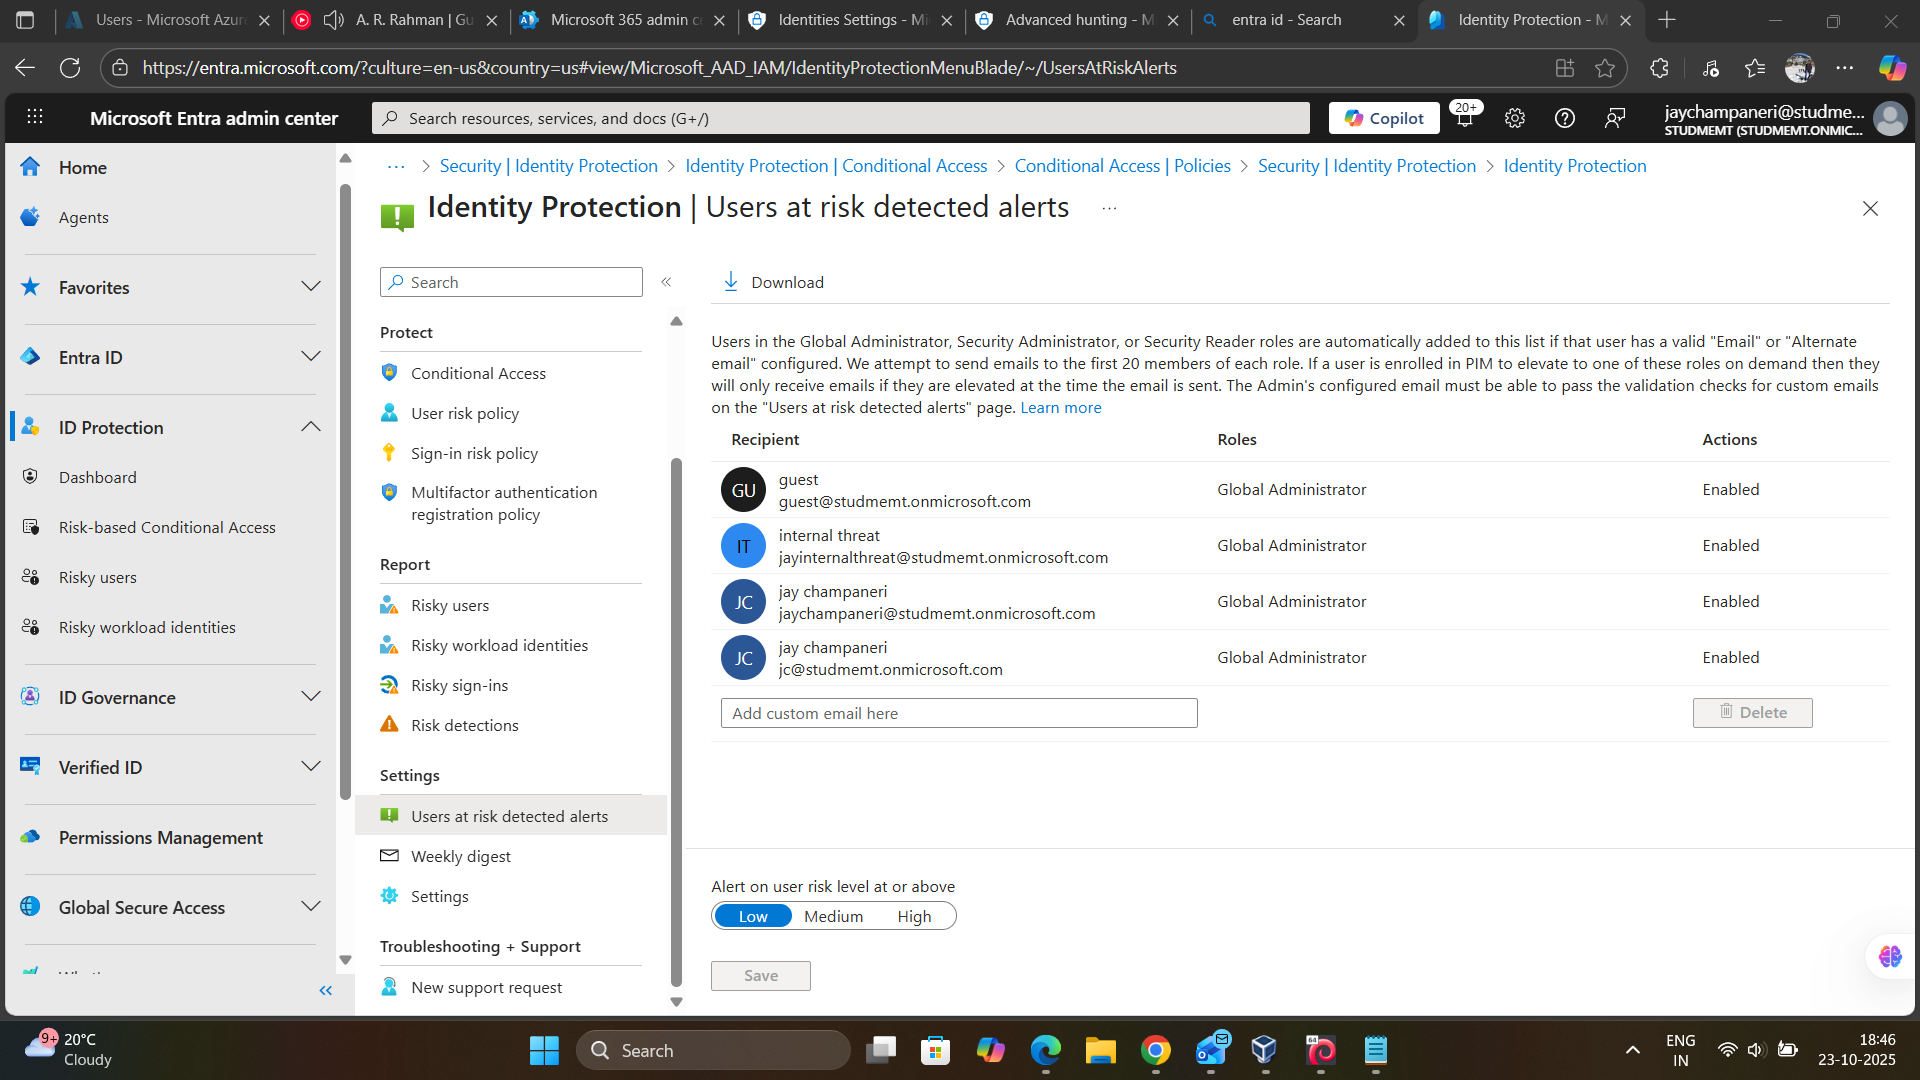 Users - Microsoft Azur
A. R. Rahman | Gu
Microsoft 365 admin c
Identities Settings - Mi
Advanced hunting - M
entra id - Search
Identity Protection - M
https://entra.microsoft.com/?culture=en-us&country=us#view/Microsoft_AAD_IAM/IdentityProtectionMenuBlade/~/UsersAtRiskAlerts
Microsoft Entra admin center
Search resources, services, and docs (G+/)
Copilot
20+
jaychampaneri@studme...
STUDMEMT (STUDMEMT.ONMIC...
Home
Agents
Favorites
Entra ID
ID Protection
Dashboard
Risk-based Conditional Access
Risky users
Risky workload identities
ID Governance
Verified ID
Permissions Management
Global Secure Access
... > Security | Identity Protection > Identity Protection | Conditional Access > Conditional Access | Policies > Security | Identity Protection > Identity Protection
Identity Protection | Users at risk detected alerts ...
Search
Protect
Conditional Access
User risk policy
Sign-in risk policy
Multifactor authentication
registration policy
Report
Risky users
Risky workload identities
Risky sign-ins
Risk detections
Settings
Users at risk detected alerts
Weekly digest
Settings
Troubleshooting + Support
New support request
Download
Users in the Global Administrator, Security Administrator, or Security Reader roles are automatically added to this list if that user has a valid "Email" or "Alternate
email" configured. We attempt to send emails to the first 20 members of each role. If a user is enrolled in PIM to elevate to one of these roles on demand then they
will only receive emails if they are elevated at the time the email is sent. The Admin's configured email must be able to pass the validation checks for custom emails
on the "Users at risk detected alerts" page. Learn more
Recipient Roles Actions
GU guest
guest@studmemt.onmicrosoft.com Global Administrator Enabled
IT internal threat
jayinternalthreat@studmemt.onmicrosoft.com Global Administrator Enabled
JC jay champaneri
jaychampaneri@studmemt.onmicrosoft.com Global Administrator Enabled
JC jay champaneri
jc@studmemt.onmicrosoft.com Global Administrator Enabled
Add custom email here Delete
Alert on user risk level at or above
Low Medium High
Save
9+
20°C
Cloudy
Search
64
ENG
IN
18:46
23-10-2025